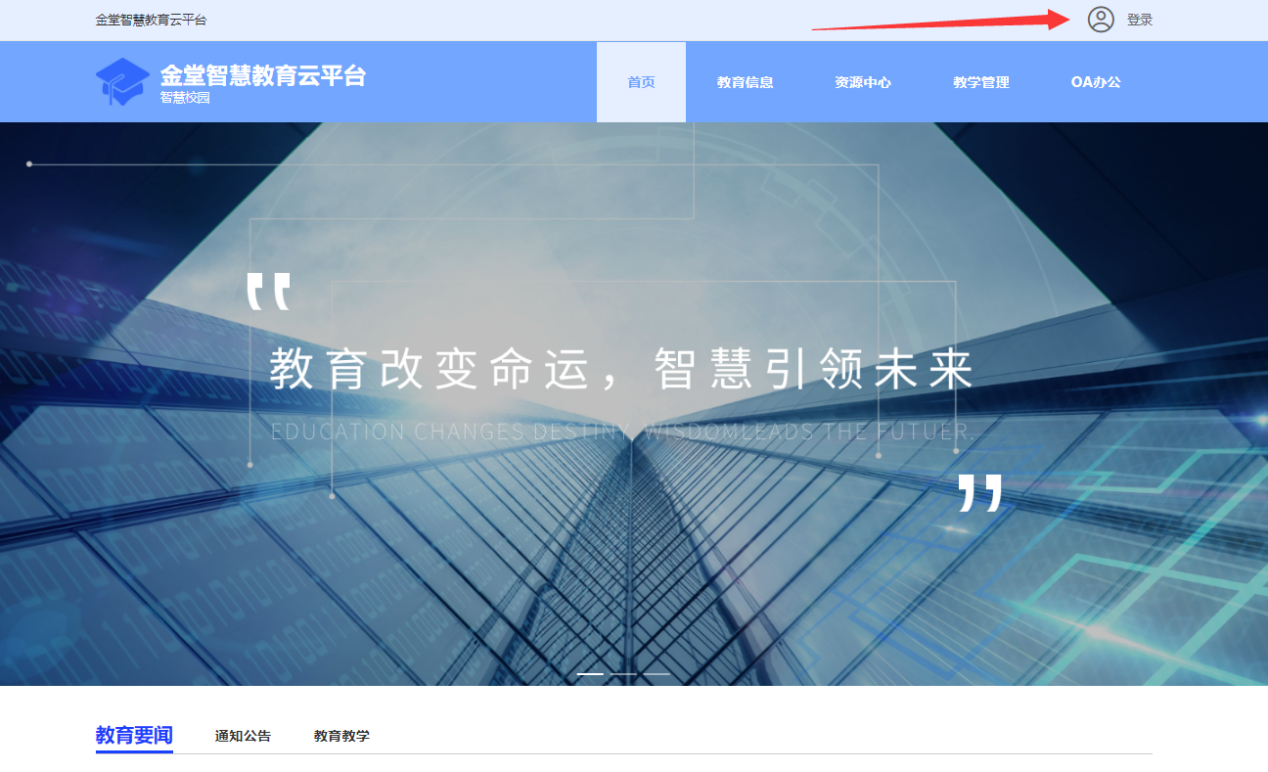 金堂智慧教育云平台
登录
金堂智慧教育云平台
智慧校园
首页
教育信息
资源中心
教学管理
OA办公
教育改变命运，智慧引领未来
EDUCATION CHANGES DESTINY, WISDOMLEADS THE FUTUER.
教育要闻
通知公告
教育教学